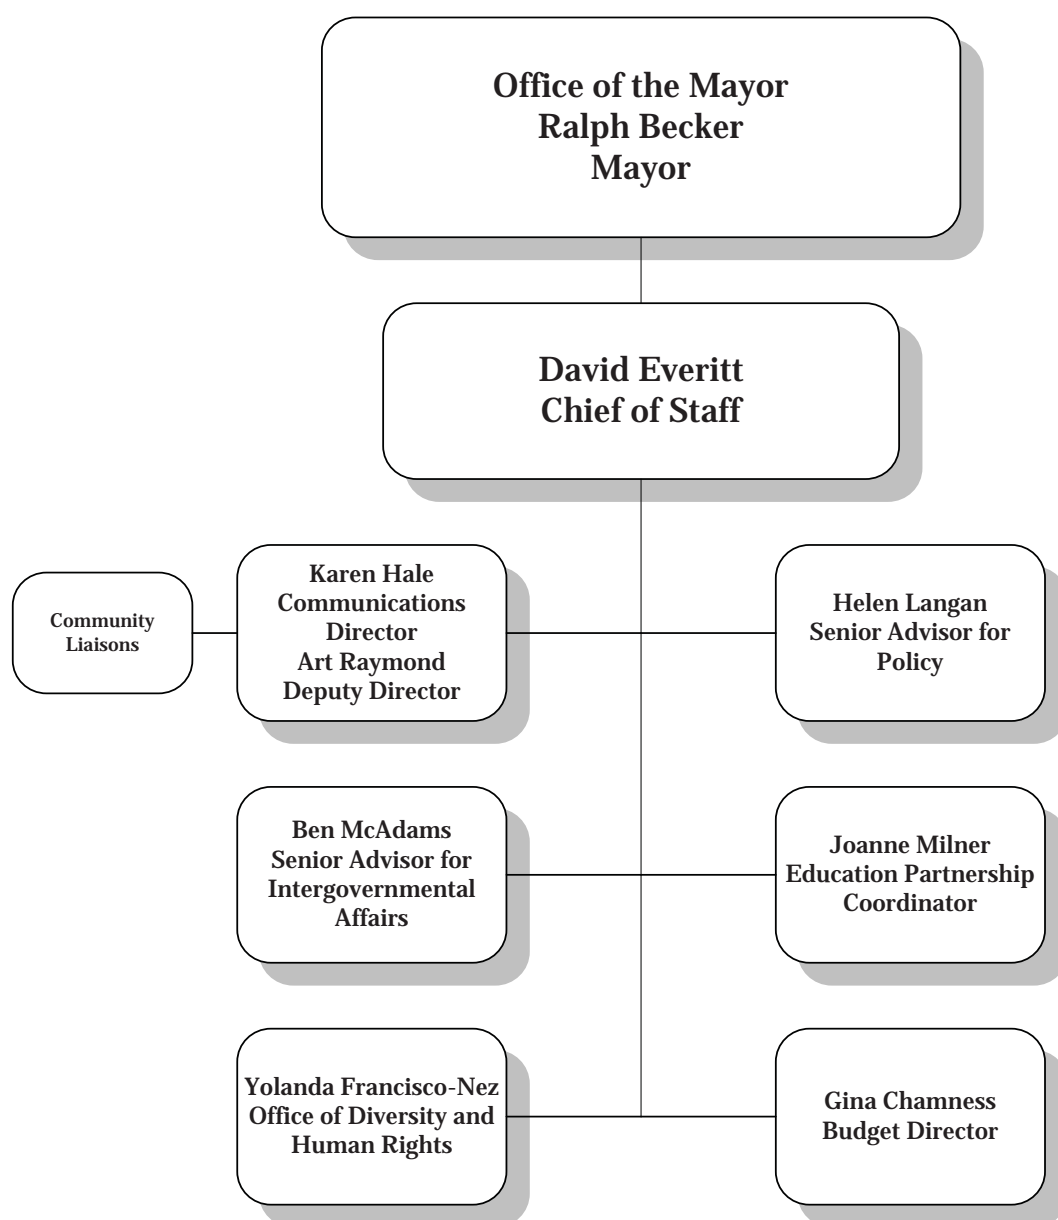 Office of the Mayor
Ralph Becker
Mayor
David Everitt
Chief of Staff
Community
Liaisons
Karen Hale
Communications
Director
Art Raymond
Deputy Director
Helen Langan
Senior Advisor for
Policy
Ben McAdams
Senior Advisor for
Intergovernmental
Affairs
Joanne Milner
Education Partnership
Coordinator
Yolanda Francisco-Nez
Office of Diversity and
Human Rights
Gina Chamness
Budget Director